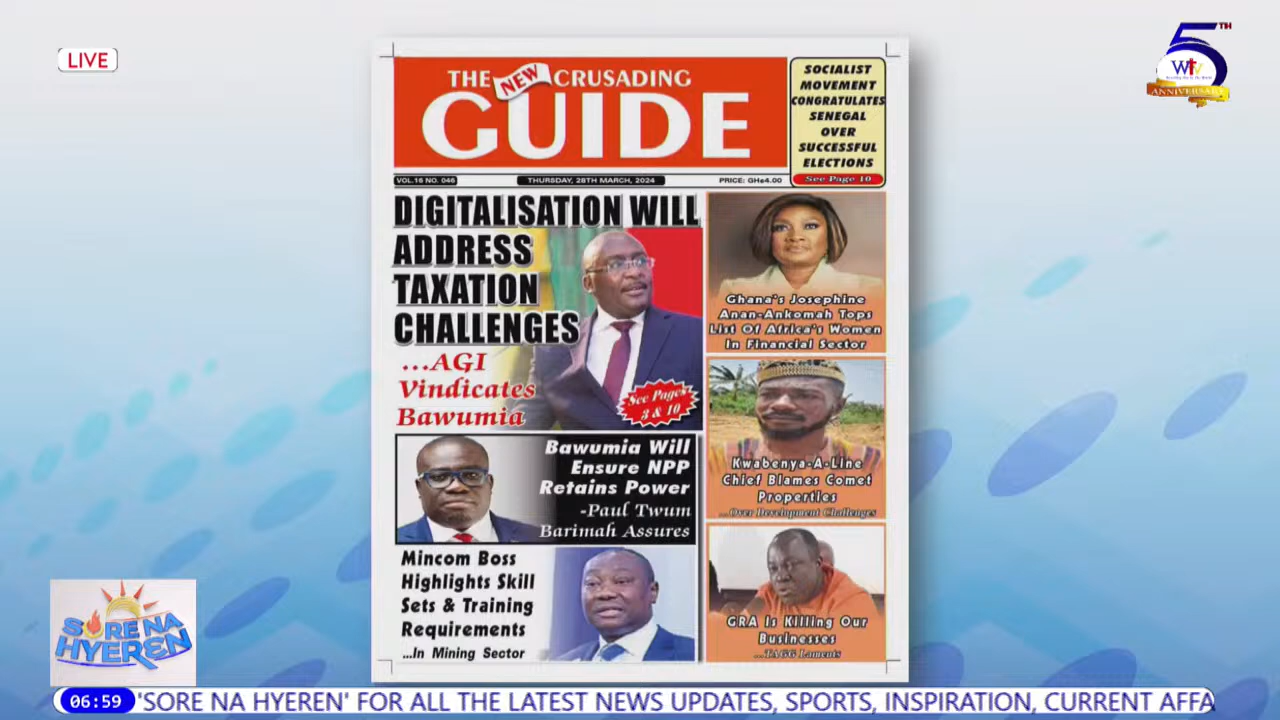 LIVE
5TH
WTV
ANNIVERSARY
THE NEW CRUSADING
GUIDE
SOCIALIST
MOVEMENT
CONGRATULATES
SENEGAL
OVER
SUCCESSFUL
ELECTIONS
See Page 10
VOL.16 NO. 046
THURSDAY, 28TH MARCH, 2024
PRICE: GH¢4.00
DIGITALISATION WILL
ADDRESS
TAXATION
CHALLENGES
...AGI
Vindicates
Bawumia
See Pages
3 & 10
Ghana's Josephine
Anan-Ankomah Tops
List Of Africa's Women
In Financial Sector
Kwabenya-A-Line
Chief Blames Comet
Properties
...Over Development Challenges
Bawumia Will
Ensure NPP
Retains Power
-Paul Twum
Barimah Assures
Mincom Boss
Highlights Skill
Sets & Training
Requirements
...In Mining Sector
GRA Is Killing Our
Businesses
...TAGG Laments
SORE NA
HYEREN
06:59 'SORE NA HYEREN' FOR ALL THE LATEST NEWS UPDATES, SPORTS, INSPIRATION, CURRENT AFFA